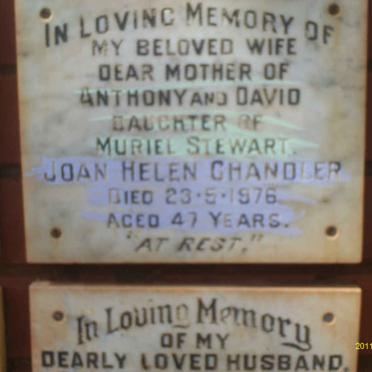 IN LOVING MEMORY OF
MY BELOVED WIFE
DEAR MOTHER OF
ANTHONY AND DAVID
DAUGHTER OF
MURIEL STEWART.
JOAN HELEN CHANDLER
DIED 23·5·1976
AGED 47 YEARS.
"AT REST."
In Loving Memory
OF MY
DEARLY LOVED HUSBAND,
2011